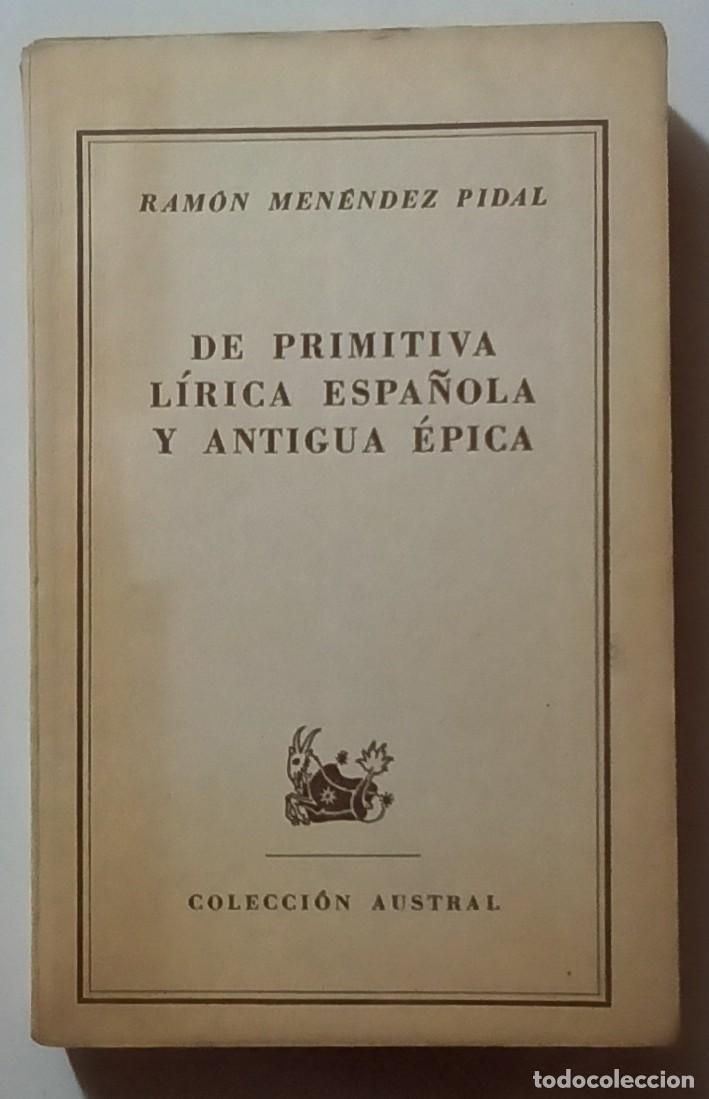 RAMÓN MENÉNDEZ PIDAL
DE PRIMITIVA
LÍRICA ESPAÑOLA
Y ANTIGUA ÉPICA
COLECCIÓN AUSTRAL
todocoleccion